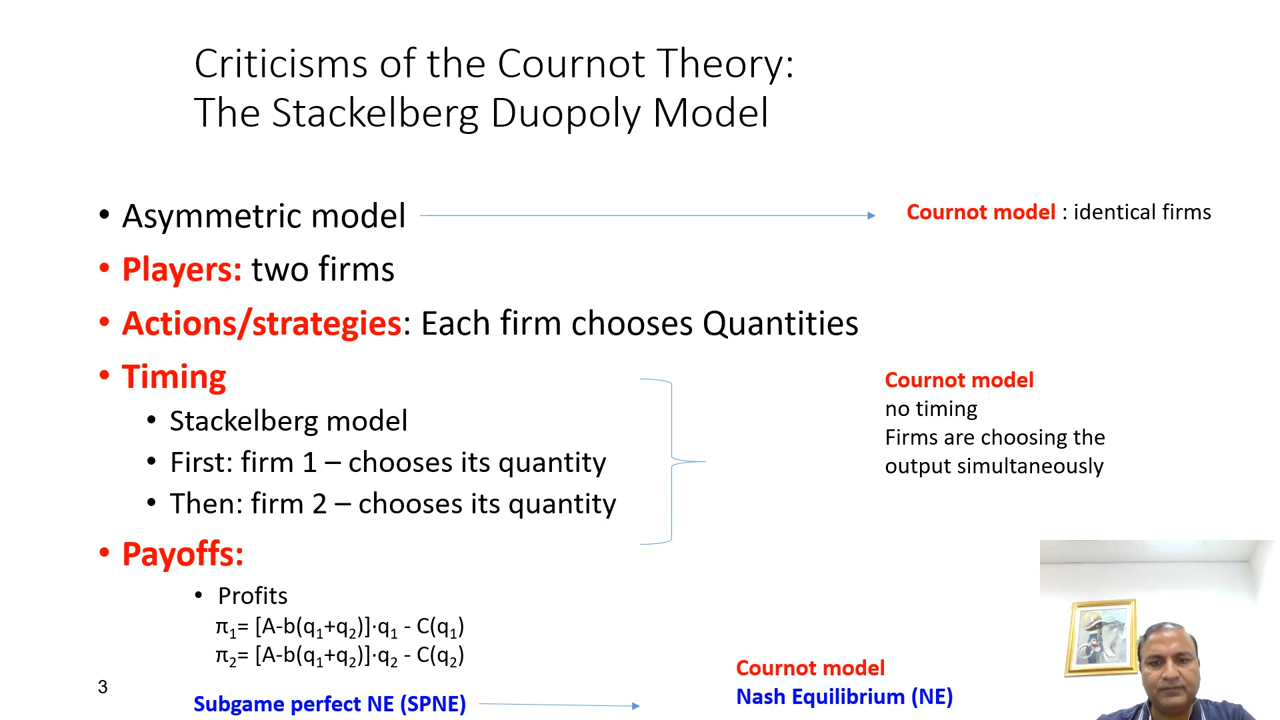 Criticisms of the Cournot Theory:
The Stackelberg Duopoly Model
• Asymmetric model
Cournot model : identical firms
• Players: two firms
• Actions/strategies: Each firm chooses Quantities
• Timing
• Stackelberg model
• First: firm 1 – chooses its quantity
• Then: firm 2 – chooses its quantity
Cournot model
no timing
Firms are choosing the
output simultaneously
• Payoffs:
• Profits
π₁= [A-b(q₁+q₂)]·q₁ - C(q₁)
π₂= [A-b(q₁+q₂)]·q₂ - C(q₂)
Subgame perfect NE (SPNE)
Cournot model
Nash Equilibrium (NE)
3